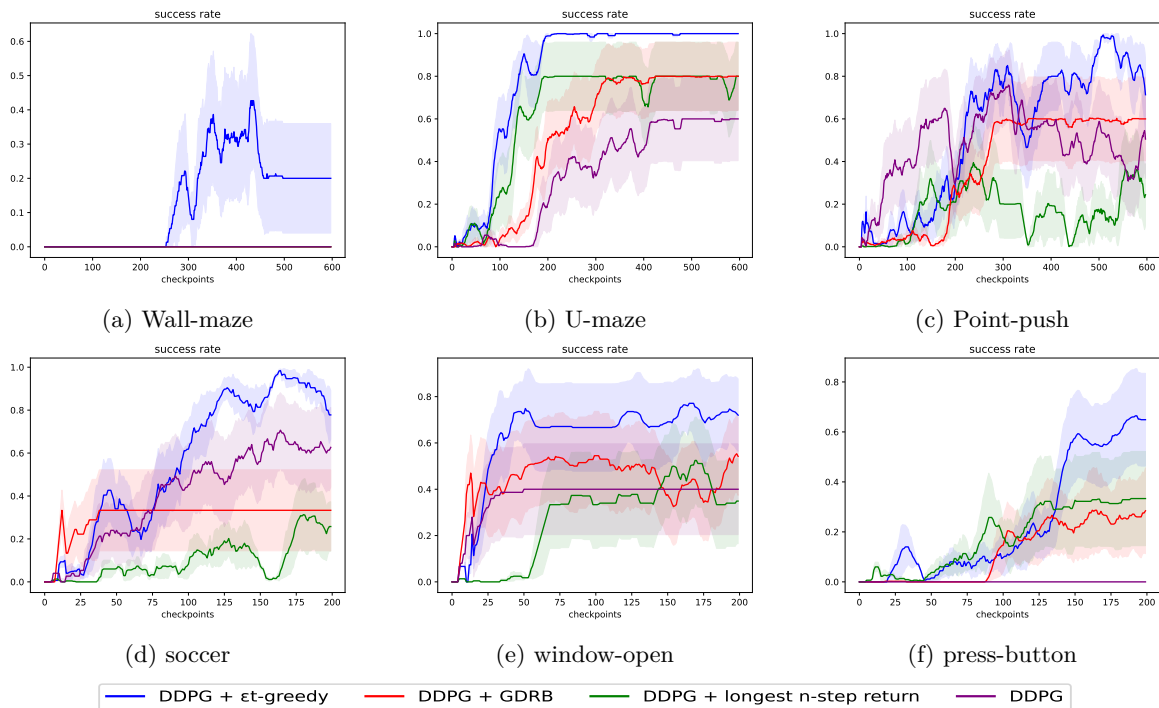 success rate
0.6
0.5
0.4
0.3
0.2
0.1
0.0
0 100 200 300 400 500 600
checkpoints
(a) Wall-maze
success rate
1.0
0.8
0.6
0.4
0.2
0.0
0 100 200 300 400 500 600
checkpoints
(b) U-maze
success rate
1.0
0.8
0.6
0.4
0.2
0.0
0 100 200 300 400 500 600
checkpoints
(c) Point-push
success rate
1.0
0.8
0.6
0.4
0.2
0.0
0 25 50 75 100 125 150 175 200
checkpoints
(d) soccer
success rate
1.0
0.8
0.6
0.4
0.2
0.0
0 25 50 75 100 125 150 175 200
checkpoints
(e) window-open
success rate
0.8
0.6
0.4
0.2
0.0
0 25 50 75 100 125 150 175 200
checkpoints
(f) press-button
DDPG + εt-greedy DDPG + GDRB DDPG + longest n-step return DDPG